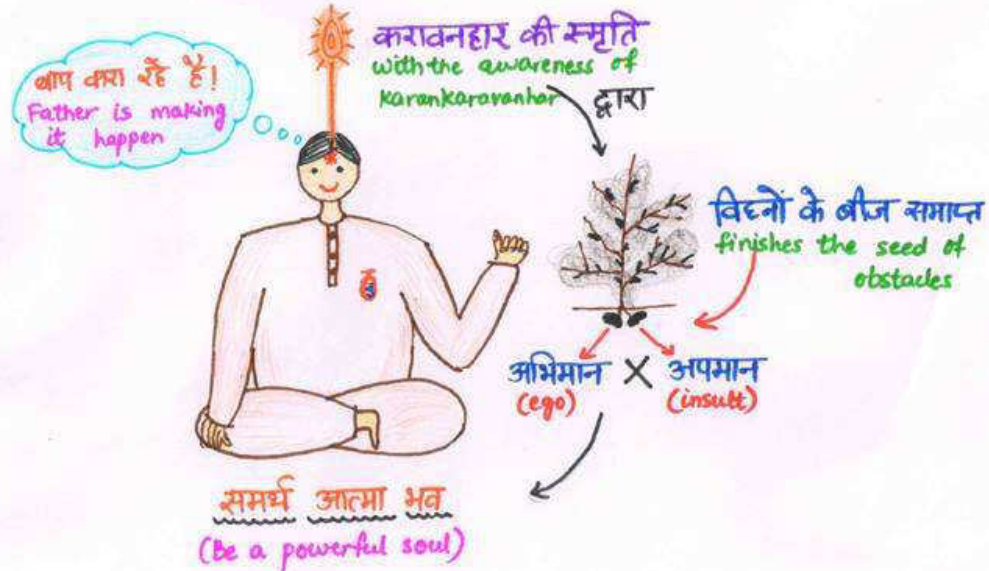 बाप करा रहे है!
Father is making
it happen
करावनहार की स्मृति
with the awareness of
Karankaravanhar
द्वारा
विघ्नों के बीज समाप्त
finishes the seed of
obstacles
अभिमान X अपमान
(ego) (insult)
समर्थ आत्मा भव
(Be a powerful soul)